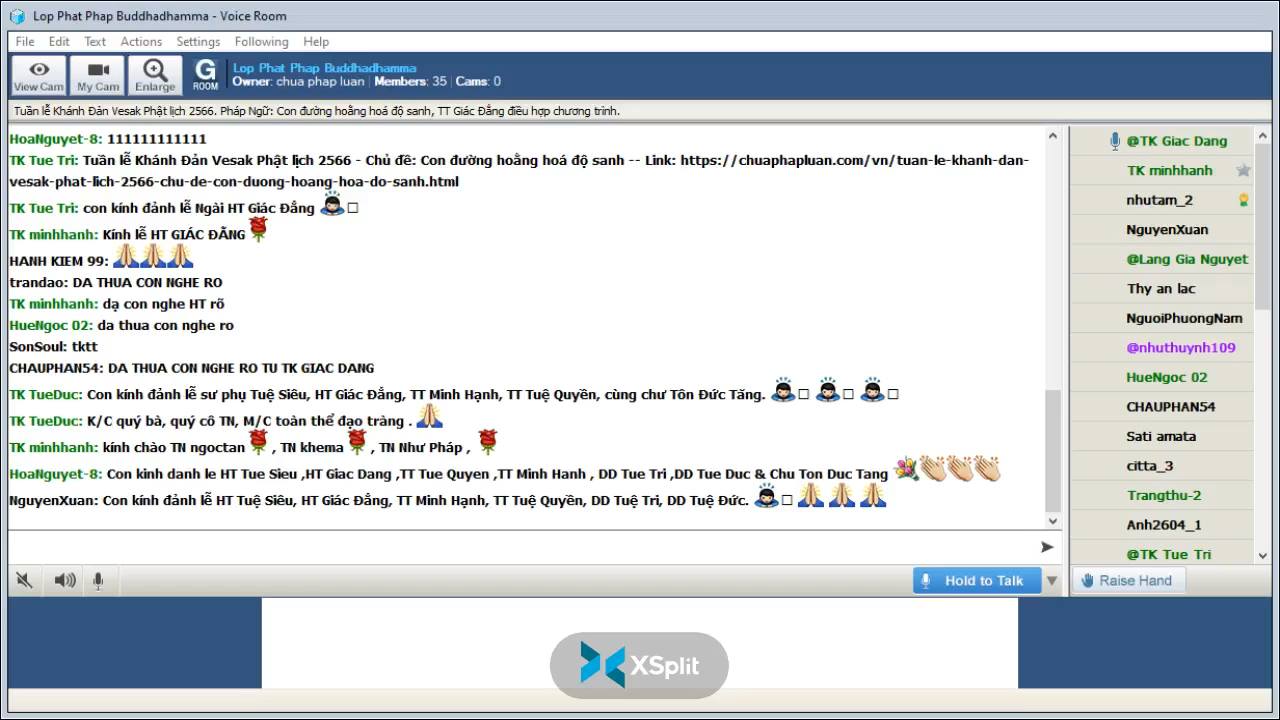 Lop Phat Phap Buddhadhamma - Voice Room
File Edit Text Actions Settings Following Help
View Cam My Cam Enlarge G ROOM
Lop Phat Phap Buddhadhamma
Owner: chua phap luan | Members: 35 | Cams: 0
Tuần lễ Khánh Đản Vesak Phật lịch 2566. Pháp Ngữ: Con đường hoằng hoá độ sanh, TT Giác Đẳng điều hợp chương trình.
HoaNguyet-8: 111111111111
TK Tue Tri: Tuần lễ Khánh Đản Vesak Phật lịch 2566 - Chủ đề: Con đường hoằng hoá độ sanh -- Link: https://chuaphapluan.com/vn/tuan-le-khanh-dan-
vesak-phat-lich-2566-chu-de-con-duong-hoang-hoa-do-sanh.html
TK Tue Tri: con kính đảnh lễ Ngài HT Giác Đẳng
TK minhhanh: Kính lễ HT GIÁC ĐẲNG
HANH KIEM 99:
trandao: DA THUA CON NGHE RO
TK minhhanh: dạ con nghe HT rõ
HueNgoc 02: da thua con nghe ro
SonSoul: tktt
CHAUPHAN54: DA THUA CON NGHE RO TU TK GIAC DANG
TK TueDuc: Con kính đảnh lễ sư phụ Tuệ Siêu, HT Giác Đẳng, TT Minh Hạnh, TT Tuệ Quyền, cùng chư Tôn Đức Tăng.
TK TueDuc: K/C quý bà, quý cô TN, M/C toàn thể đạo tràng .
TK minhhanh: kính chào TN ngoctan , TN khema , TN Như Pháp ,
HoaNguyet-8: Con kinh danh le HT Tue Sieu ,HT Giac Dang ,TT Tue Quyen ,TT Minh Hanh , DD Tue Tri ,DD Tue Duc & Chu Ton Duc Tang
NguyenXuan: Con kính đảnh lễ HT Tuệ Siêu, HT Giác Đẳng, TT Minh Hạnh, TT Tuệ Quyền, DD Tuệ Tri, DD Tuệ Đức.
@TK Giac Dang
TK minhhanh
nhutam_2
NguyenXuan
@Lang Gia Nguyet
Thy an lac
NguoiPhuongNam
@nhuthuynh109
HueNgoc 02
CHAUPHAN54
Sati amata
citta_3
Trangthu-2
Anh2604_1
@TK Tue Tri
Hold to Talk
Raise Hand
XSplit